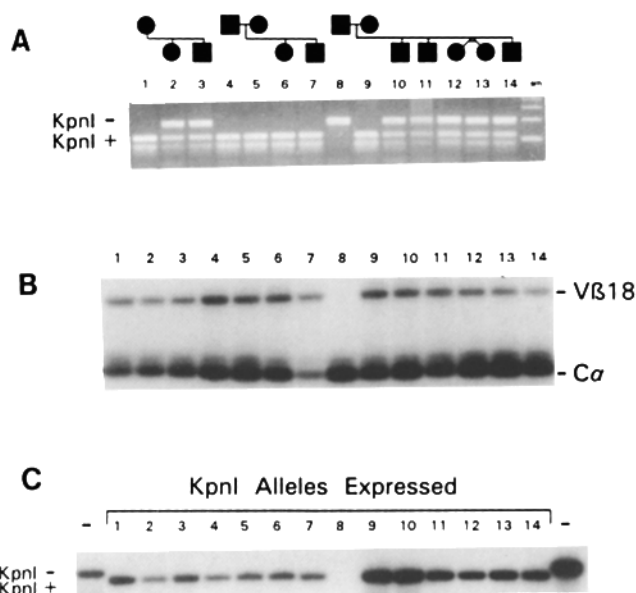 A
1 2 3 4 5 6 7 8 9 10 11 12 13 14
KpnI -
KpnI +
B
1 2 3 4 5 6 7 8 9 10 11 12 13 14
- Vß18
- Cα
C
KpnI Alleles Expressed
- 1 2 3 4 5 6 7 8 9 10 11 12 13 14 -
KpnI -
KpnI +